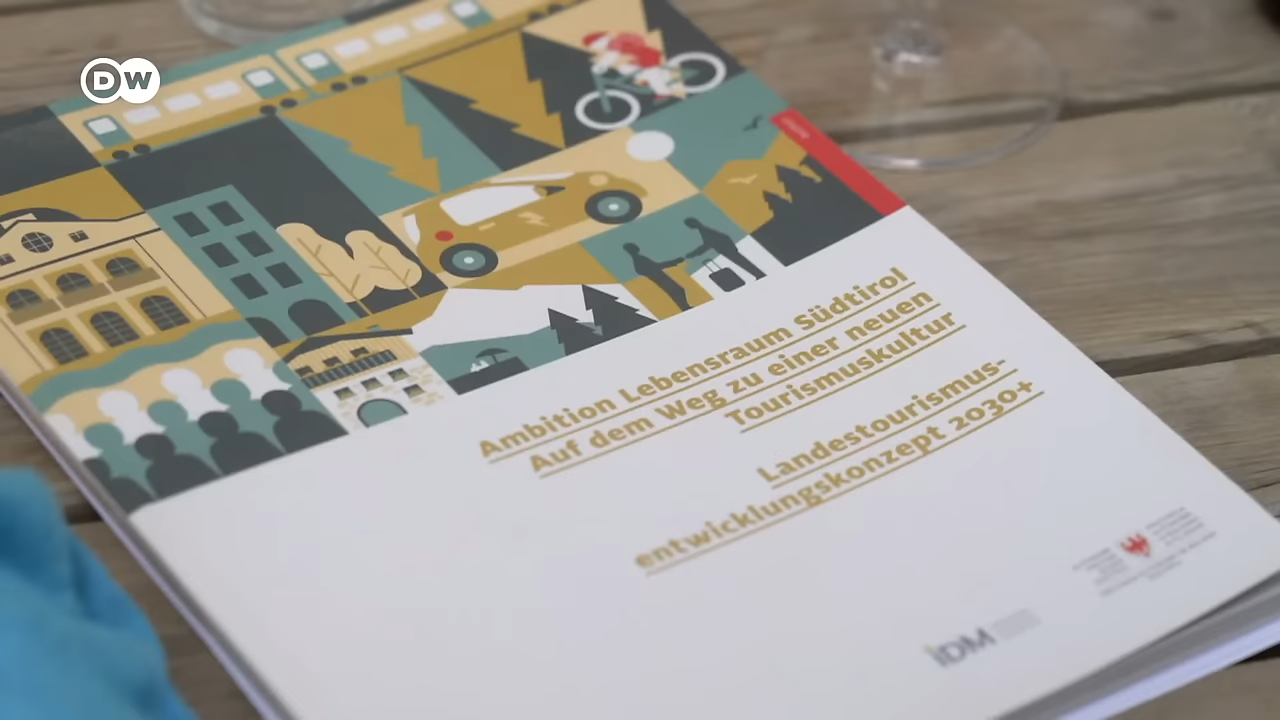 DW
Ambition Lebensraum Südtirol
Auf dem Weg zu einer neuen
Tourismuskultur
Landestourismus-
entwicklungskonzept 2030+
IDM